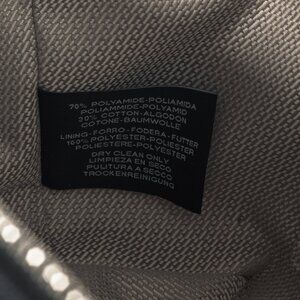 70% POLYAMIDE-POLIAMIDA
POLIAMMIDE-POLYAMID
30% COTTON-ALGODON
COTONE-BAUMWOLLE
LINING-FORRO-FODERA-FUTTER
100% POLYESTER-POLIESTER
POLIESTERE-POLYESTER
DRY CLEAN ONLY
LIMPIEZA EN SECO
PULITURA A SECCO
TROCKENREINIGUNG